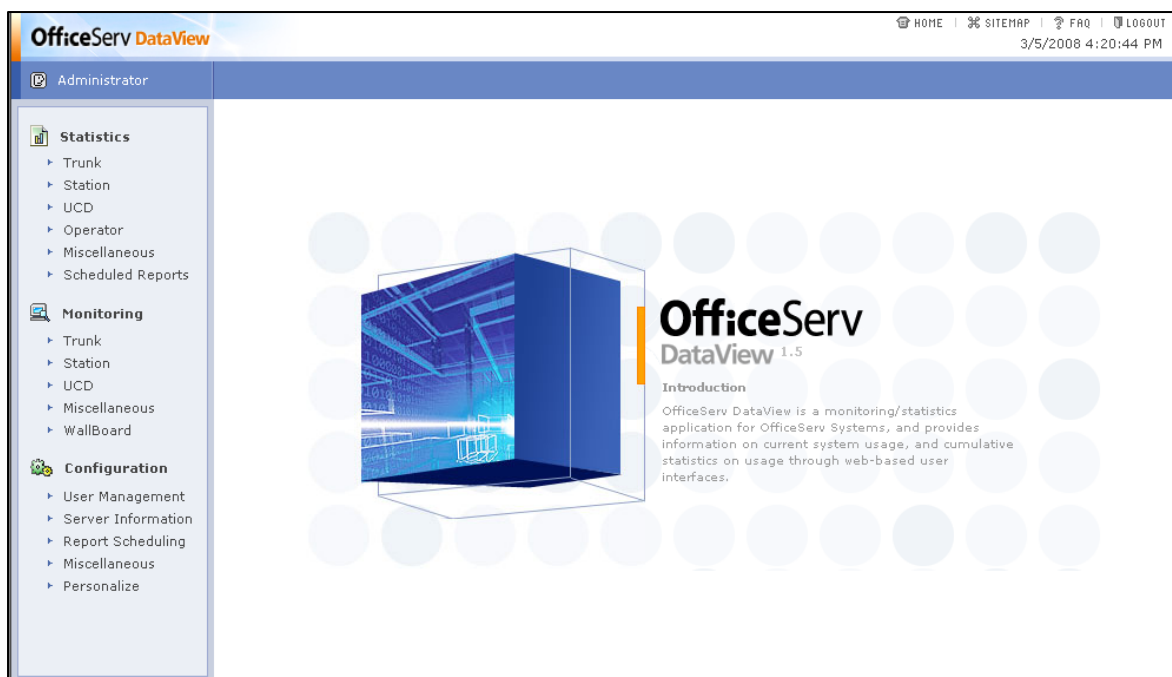 OfficeServ DataView
HOME | SITEMAP | FAQ | LOGOUT
3/5/2008 4:20:44 PM
Administrator
Statistics
Trunk
Station
UCD
Operator
Miscellaneous
Scheduled Reports
Monitoring
Trunk
Station
UCD
Miscellaneous
WallBoard
Configuration
User Management
Server Information
Report Scheduling
Miscellaneous
Personalize
OfficeServ
DataView 1.5
Introduction
OfficeServ DataView is a monitoring/statistics
application for OfficeServ Systems, and provides
information on current system usage, and cumulative
statistics on usage through web-based user
interfaces.